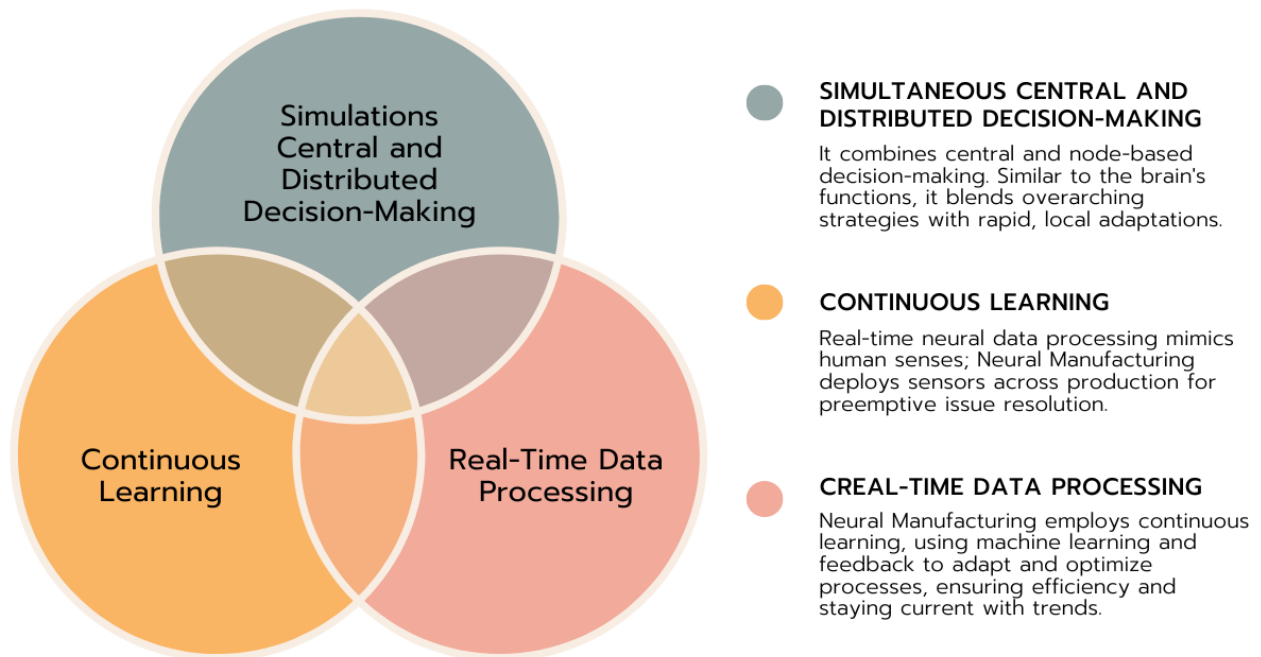 Simulations
Central and
Distributed
Decision-Making
Continuous
Learning
Real-Time Data
Processing
SIMULTANEOUS CENTRAL AND
DISTRIBUTED DECISION-MAKING
It combines central and node-based
decision-making. Similar to the brain's
functions, it blends overarching
strategies with rapid, local adaptations.
CONTINUOUS LEARNING
Real-time neural data processing mimics
human senses; Neural Manufacturing
deploys sensors across production for
preemptive issue resolution.
CREAL-TIME DATA PROCESSING
Neural Manufacturing employs continuous
learning, using machine learning and
feedback to adapt and optimize
processes, ensuring efficiency and
staying current with trends.